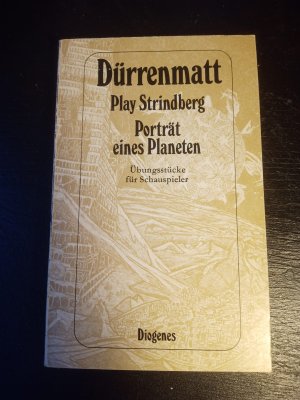 Dürrenmatt
Play Strindberg
Porträt
eines Planeten
Übungsstücke
für Schauspieler
Diogenes